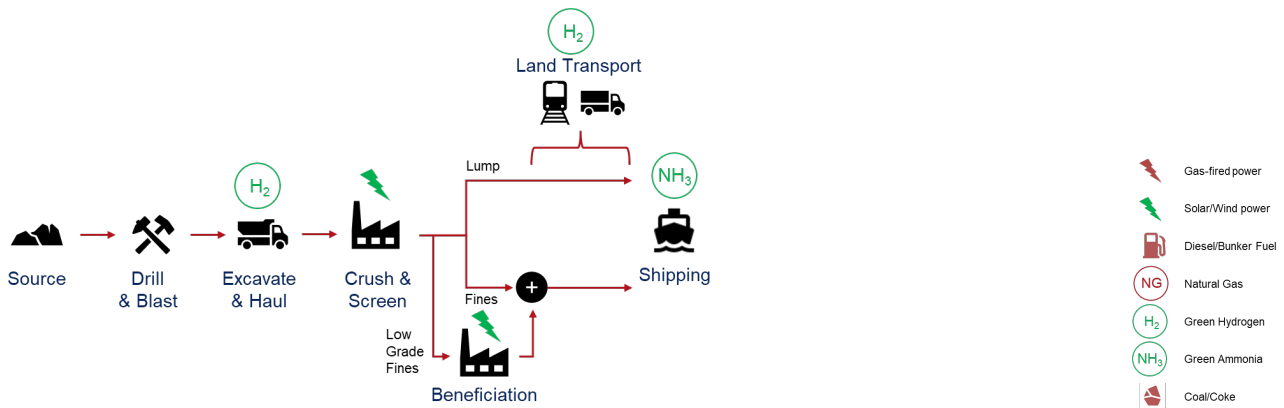 H₂
Land Transport
Lump
NH₃
H₂
Source
Drill
& Blast
Excavate
& Haul
Crush &
Screen
Shipping
Fines
+
Low
Grade
Fines
Beneficiation
Gas-fired power
Solar/Wind power
Diesel/Bunker Fuel
NG Natural Gas
H₂ Green Hydrogen
NH₃ Green Ammonia
Coal/Coke